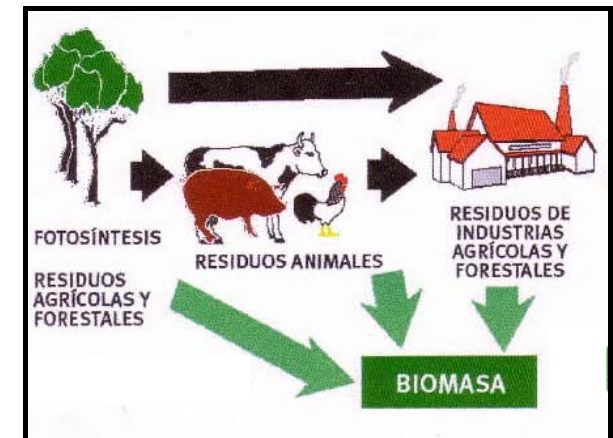 FOTOSÍNTESIS
RESIDUOS
AGRÍCOLAS Y
FORESTALES
RESIDUOS ANIMALES
RESIDUOS DE
INDUSTRIAS
AGRÍCOLAS Y
FORESTALES
BIOMASA